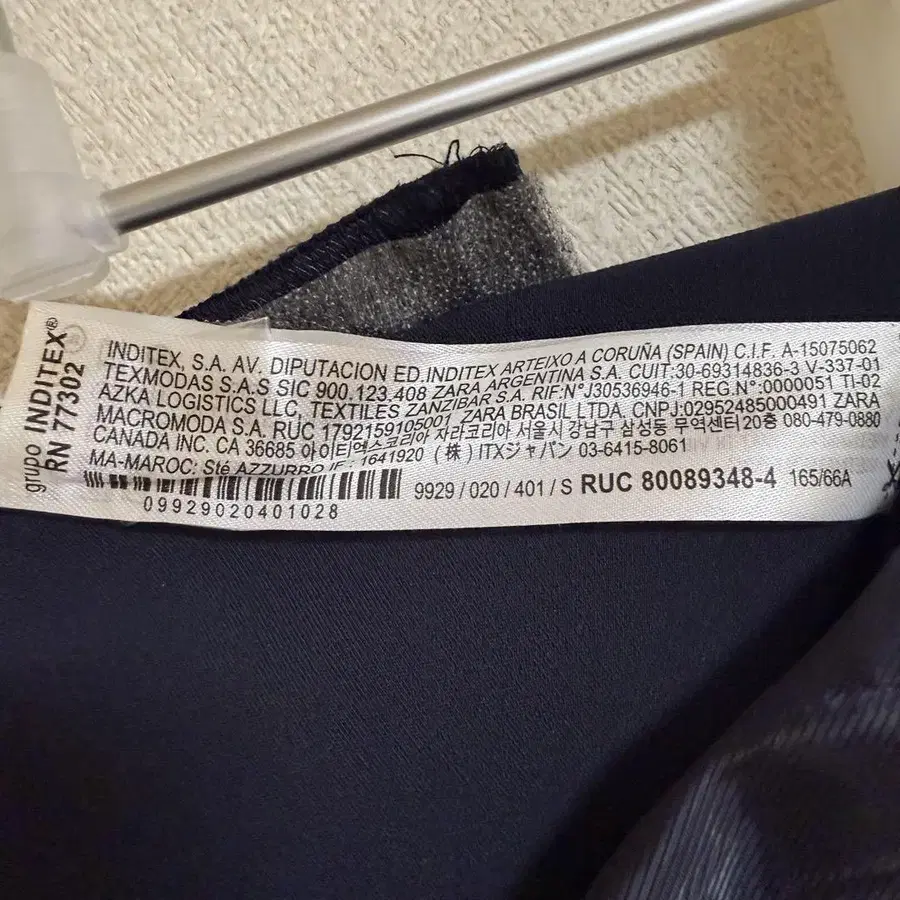 grupo INDITEX®
RN 77302
INDITEX, S.A. AV. DIPUTACION ED.INDITEX ARTEIXO A CORUÑA (SPAIN) C.I.F. A-15075062
TEXMODAS S.A.S SIC 900.123.408 ZARA ARGENTINA S.A. CUIT:30-69314836-3 V-337-01
AZKA LOGISTICS LLC, TEXTILES ZANZIBAR S.A. RIF:Nº J30536946-1 REG.Nº:0000051 TI-02
MACROMODA S.A. RUC 1792159105001 ZARA BRASIL LTDA. CNPJ:02952485000491 ZARA
CANADA INC. CA 36685 아이티엑스코리아 자라코리아 서울시 강남구 삼성동 무역센터20층 080-479-0880
MA-MAROC: Sté AZZURRO IF : 1641920 (株) ITXジャパン 03-6415-8061
9929 / 020 / 401 / S RUC 80089348-4 165/66A
09929020401028